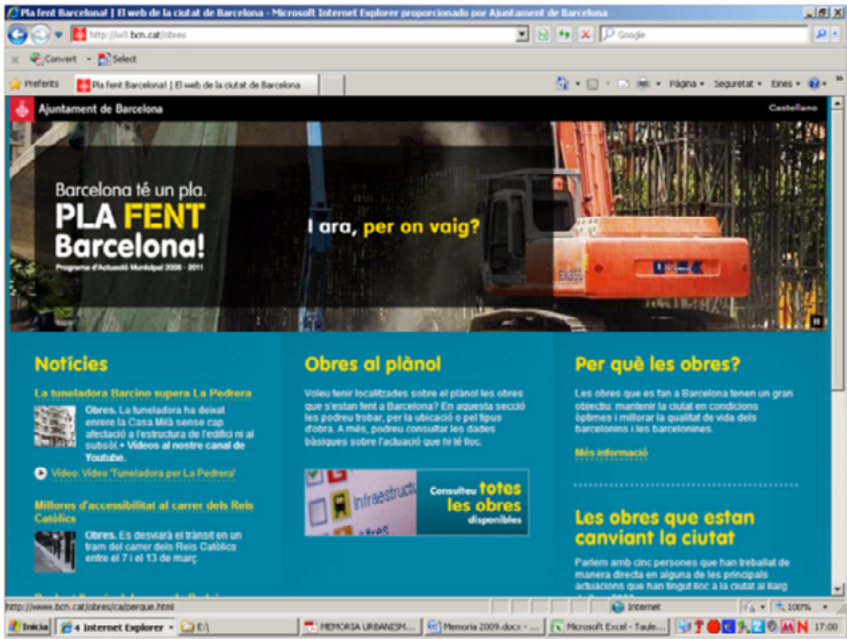 Pla fent Barcelona! | El web de la ciutat de Barcelona - Microsoft Internet Explorer proporcionado por Ajuntament de Barcelona
http://w3.bcn.cat/obres
Google
Convert
Select
Preferits
Pla fent Barcelona! | El web de la ciutat de Barcelona
Pàgina
Seguretat
Eines
Ajuntament de Barcelona
Castellano
Barcelona té un pla.
PLA FENT
Barcelona!
Programa d'Actuació Municipal 2008 - 2011
I ara, per on vaig?
EX355
Notícies
La tuneladora Barcino supera La Pedrera
Obres. La tuneladora ha deixat
enrere la Casa Milà sense cap
afectació a l'estructura de l'edifici ni al
subsòl.• Vídeos al nostre canal de
Youtube.
Vídeo: Vídeo 'Tuneladora per La Pedrera'
Millores d'accessibilitat al carrer dels Reis
Catòlics
Obres. Es desviarà el trànsit en un
tram del carrer dels Reis Catòlics
entre el 7 i el 13 de març.
Obres al plànol
Voleu tenir localitzades sobre el plànol les obres
que s'estan fent a Barcelona? En aquesta secció
les podreu trobar, per la ubicació o pel tipus
d'obra. A més, podreu consultar les dades
bàsiques sobre l'actuació que hi té lloc.
Infraestructu
Consulteu totes
les obres
disponibles
Per què les obres?
Les obres que es fan a Barcelona tenen un gran
objectiu: mantenir la ciutat en condicions
òptimes i millorar la qualitat de vida dels
barcelonins i les barcelonines.
Més informació
Les obres que estan
canviant la ciutat
Parlem amb cinc persones que han treballat de
manera directa en alguna de les principals
actuacions que han tingut lloc a la ciutat al llarg
http://www.bcn.cat/obres/ca/perque.html
Internet
100%
Inicia
4 Internet Explorer
E:\
MEMORIA URBANISM...
Memoria 2009.docx - ...
Microsoft Excel - Taule...
17:00